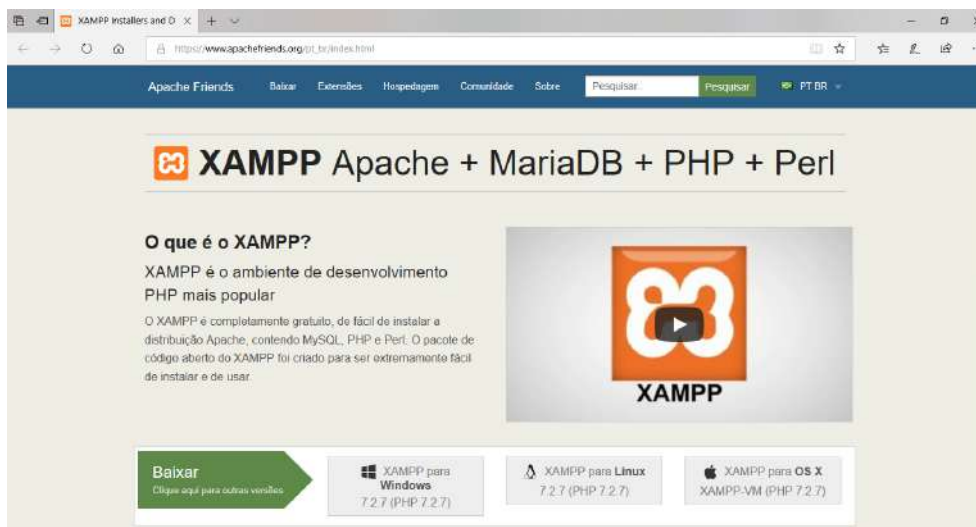 XAMPP Installers and D
https://www.apachefriends.org/pt_br/index.html
Apache Friends Baixar Extensões Hospedagem Comunidade Sobre Pesquisar... Pesquisar PT BR
XAMPP Apache + MariaDB + PHP + Perl
O que é o XAMPP?
XAMPP é o ambiente de desenvolvimento
PHP mais popular
O XAMPP é completamente gratuito, de fácil de instalar a
distribuição Apache, contendo MySQL, PHP e Perl. O pacote de
código aberto do XAMPP foi criado para ser extremamente fácil
de instalar e de usar.
XAMPP
Baixar
Clique aqui para outras versões
XAMPP para
Windows
7.2.7 (PHP 7.2.7)
XAMPP para Linux
7.2.7 (PHP 7.2.7)
XAMPP para OS X
XAMPP-VM (PHP 7.2.7)